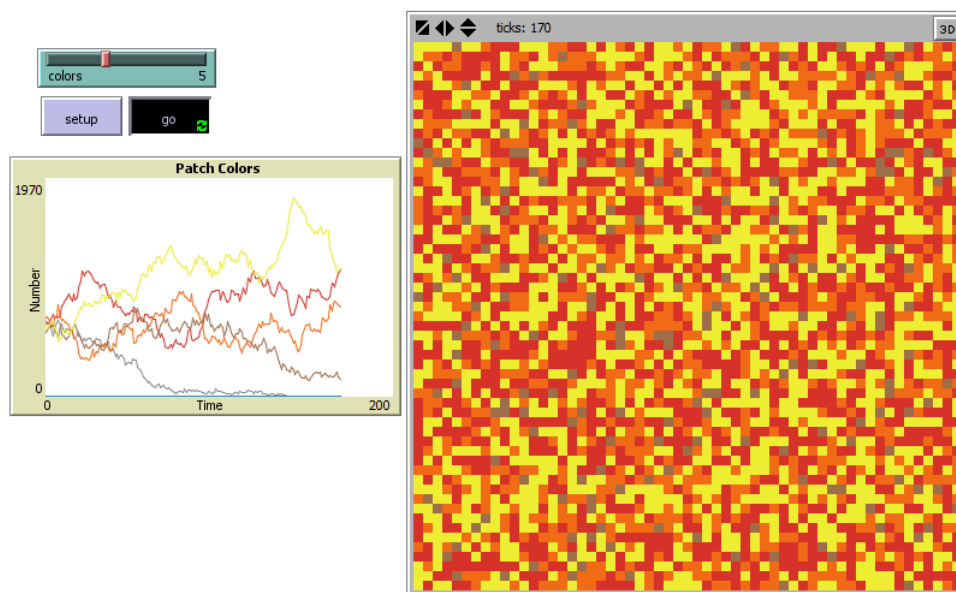 ticks: 170
3D
colors 5
setup go
Patch Colors
1970
Number
0
0 Time 200